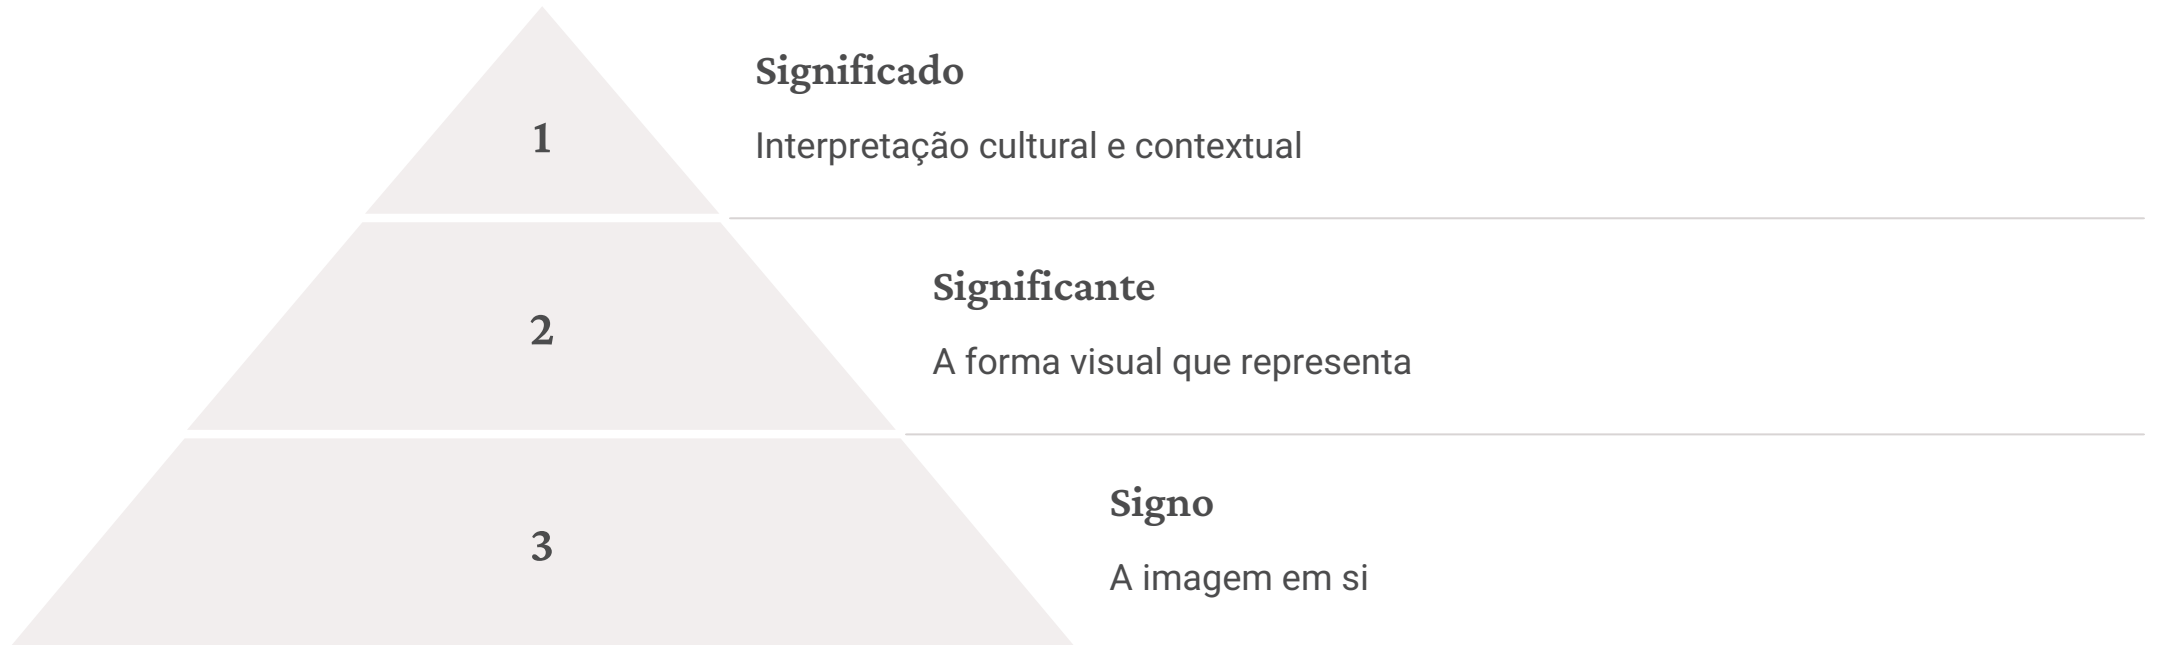 1
Significado
Interpretação cultural e contextual
2
Significante
A forma visual que representa
3
Signo
A imagem em si